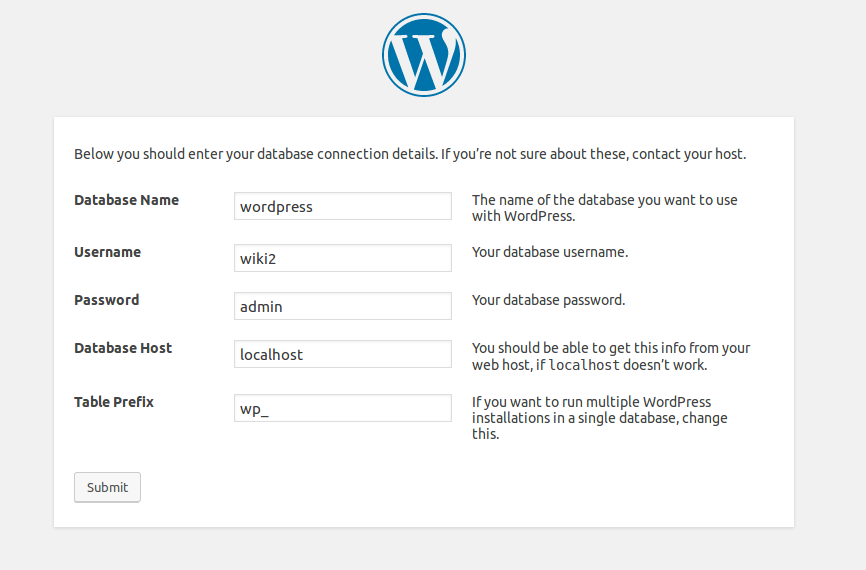 W
Below you should enter your database connection details. If you’re not sure about these, contact your host.
Database Name
wordpress
The name of the database you want to use
with WordPress.
Username
wiki2
Your database username.
Password
admin
Your database password.
Database Host
localhost
You should be able to get this info from your
web host, if localhost doesn’t work.
Table Prefix
wp_
If you want to run multiple WordPress
installations in a single database, change
this.
Submit